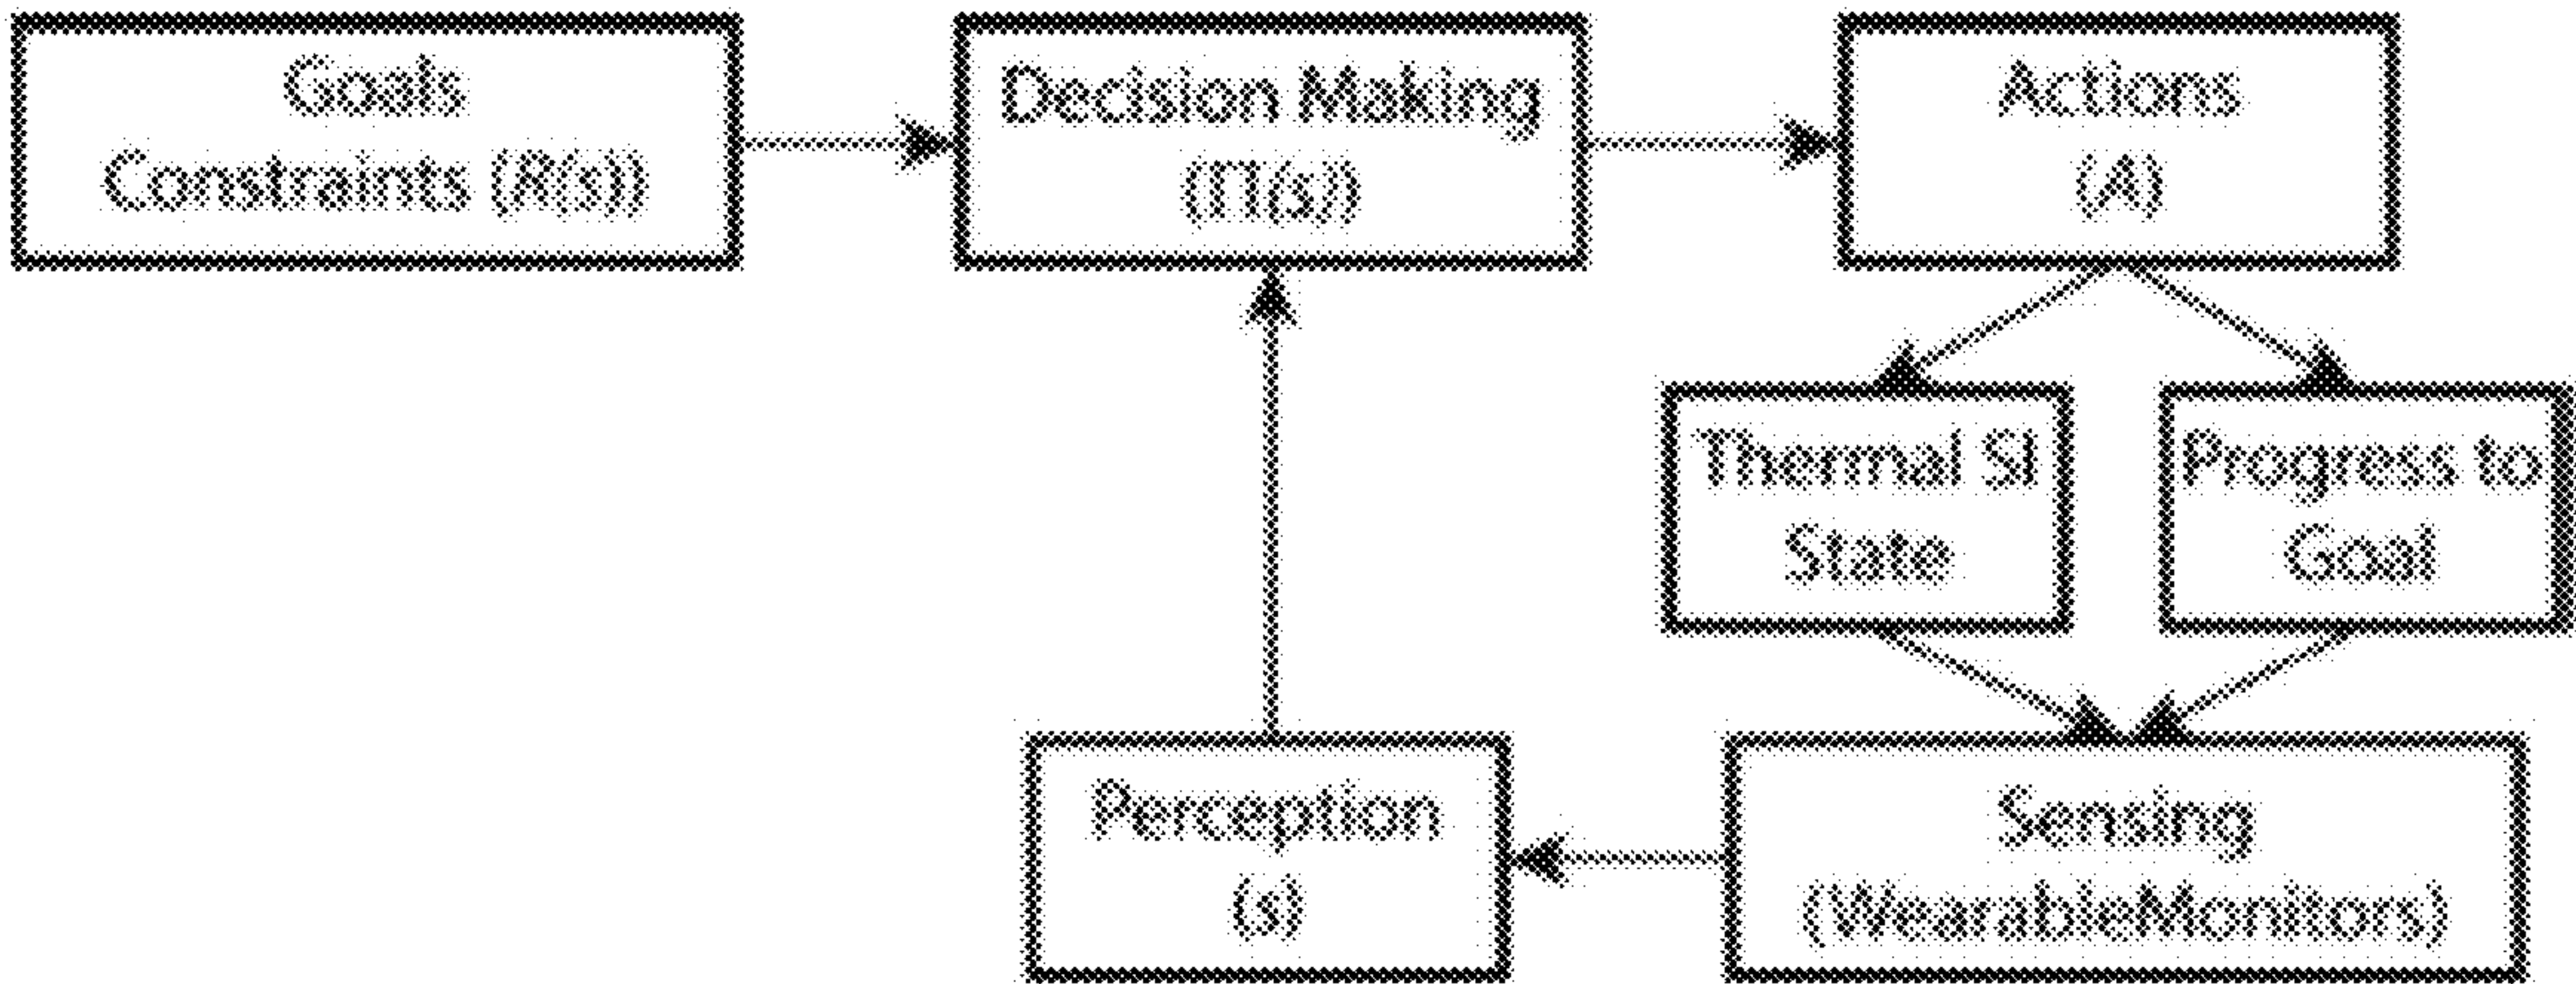 Goals
Constraints (R(s))
Decision Making
(Π(s))
Actions
(A)
Thermal SI
State
Progress to
Goal
Perception
(s)
Sensing
(WearableMonitors)